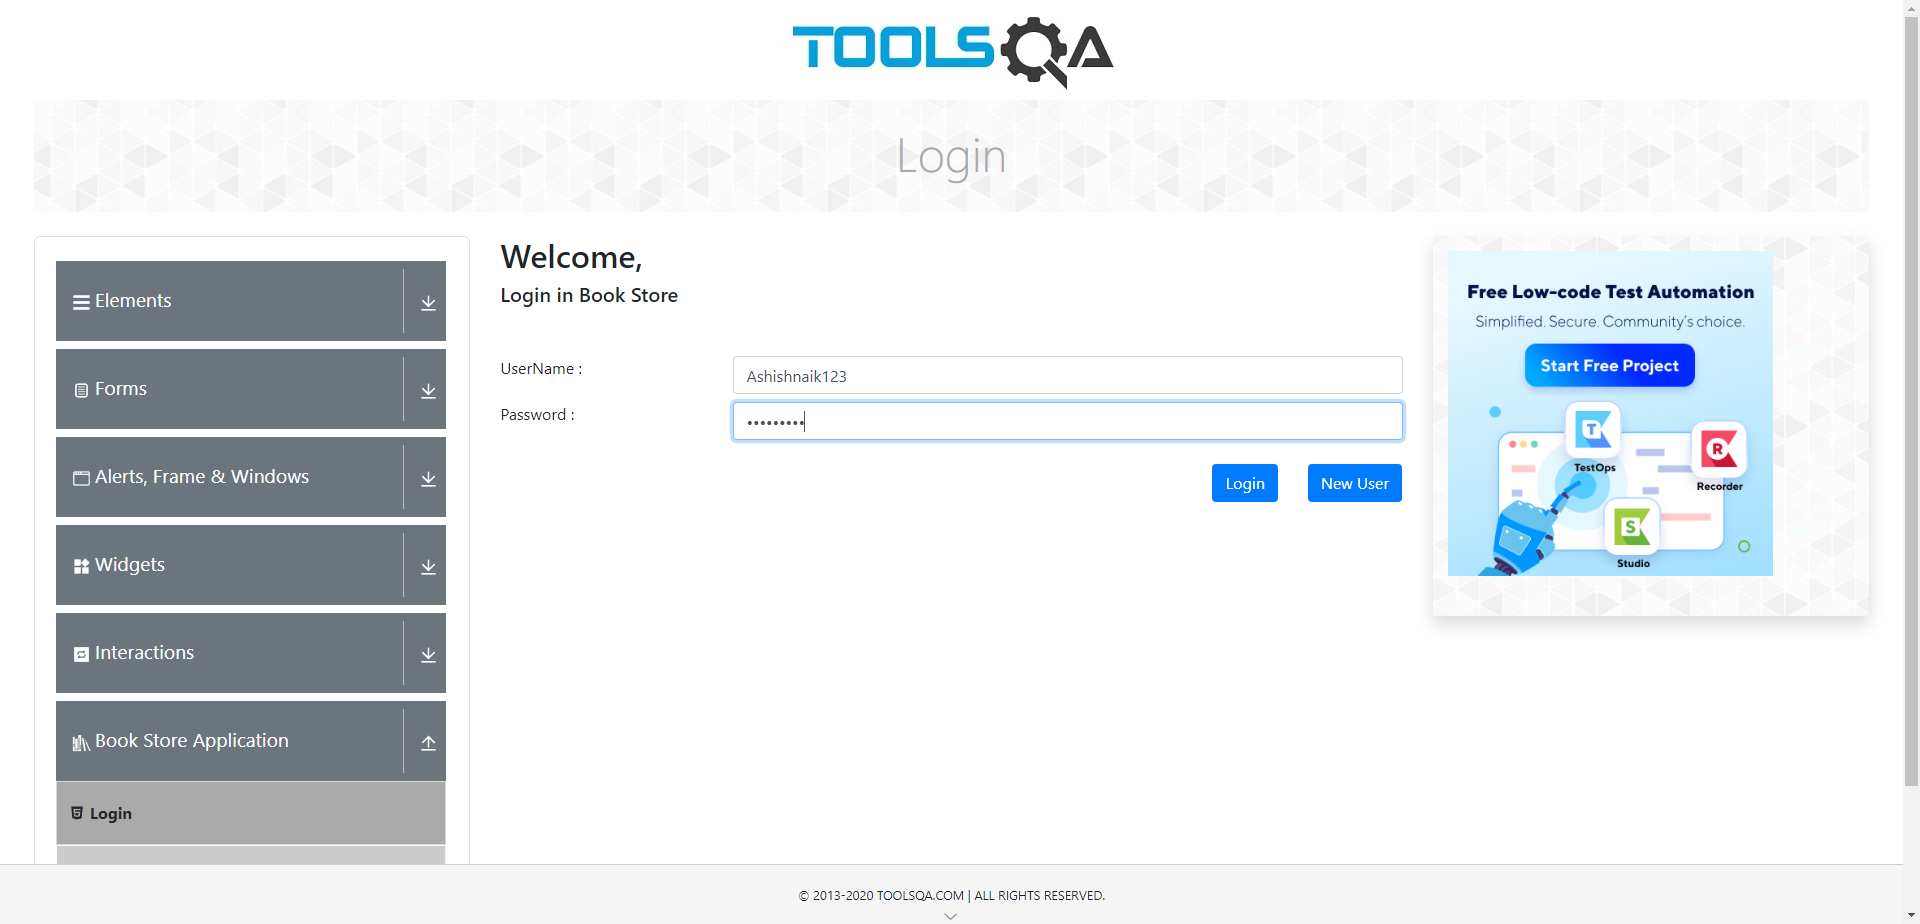 TOOLSQA
Login
Elements
Forms
Alerts, Frame & Windows
Widgets
Interactions
Book Store Application
Login
Welcome,
Login in Book Store
UserName :
Ashishnaik123
Password :
•••••••••
Login
New User
Free Low-code Test Automation
Simplified. Secure. Community's choice.
Start Free Project
T
TestOps
R
Recorder
S
Studio
© 2013-2020 TOOLSQA.COM | ALL RIGHTS RESERVED.